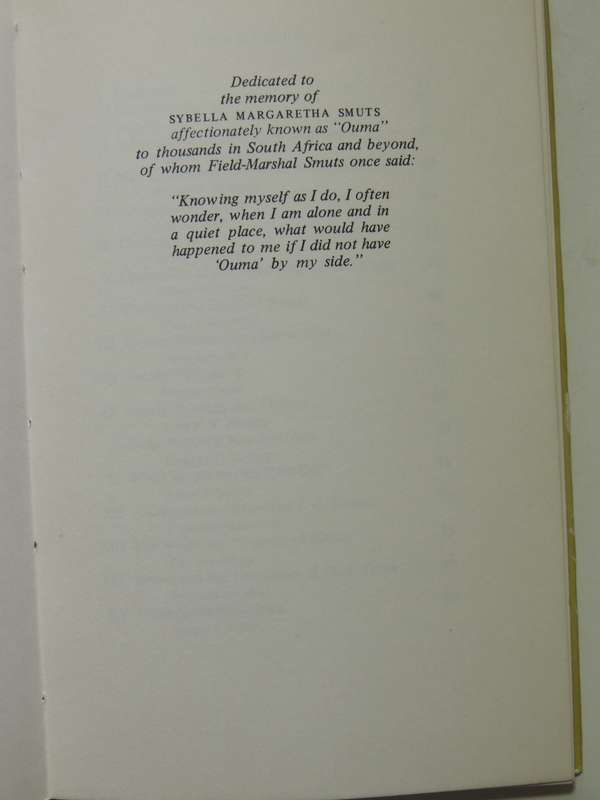 Dedicated to
the memory of
SYBELLA MARGARETHA SMUTS
affectionately known as "Ouma"
to thousands in South Africa and beyond,
of whom Field-Marshal Smuts once said:
"Knowing myself as I do, I often
wonder, when I am alone and in
a quiet place, what would have
happened to me if I did not have
'Ouma' by my side."